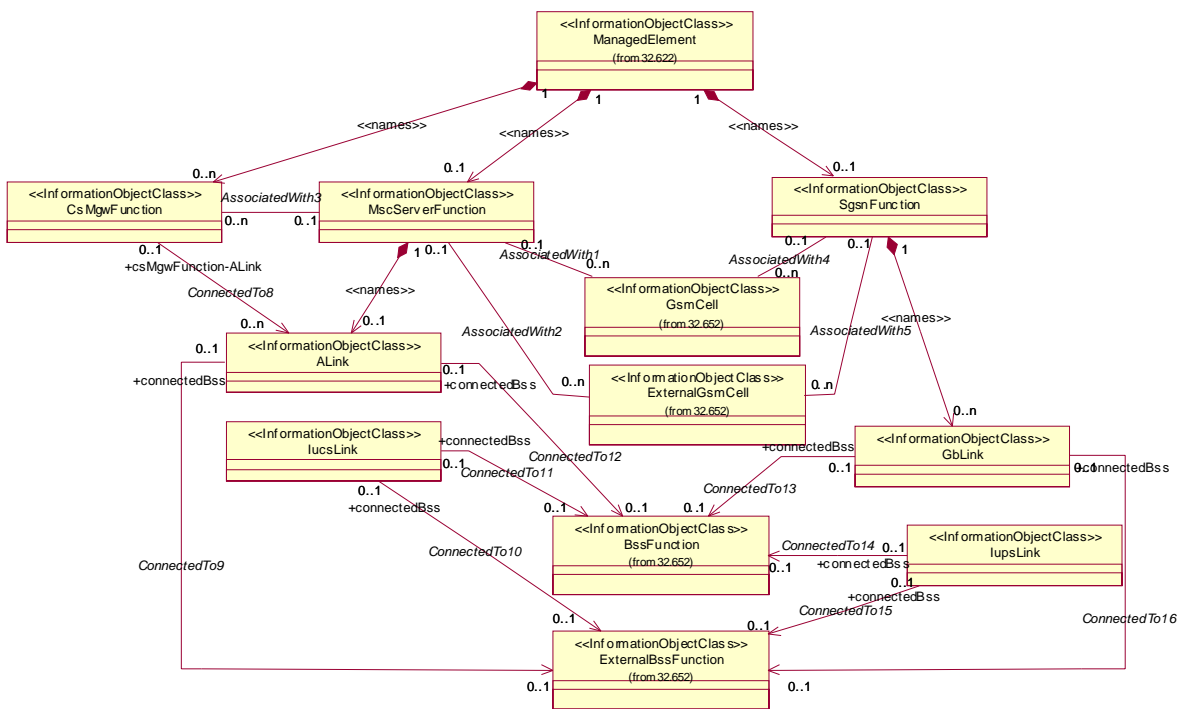 <<InformationObjectClass>>
ManagedElement
(from 32.622)
1
1
1
<<names>>
<<names>>
<<names>>
0..n
0..1
0..1
<<InformationObjectClass>>
CsMgwFunction
AssociatedWith3
0..n
0..1
<<InformationObjectClass>>
MscServerFunction
<<InformationObjectClass>>
SgsnFunction
0..1
+csMgwFunction-ALink
ConnectedTo8
0..n
1
0..1
0..1
AssociatedWith1
0..n
0..1
AssociatedWith4
0..n
0..1
1
<<names>>
0..1
<<InformationObjectClass>>
GsmCell
(from 32.652)
<<names>>
AssociatedWith2
0..n
AssociatedWith5
0..n
0..n
0..1
+connectedBss
<<InformationObjectClass>>
ALink
0..1
+connectedBss
<<InformationObjectClass>>
ExternalGsmCell
(from 32.652)
<<InformationObjectClass>>
IucsLink
+connectedBss
0..1
ConnectedTo11
ConnectedTo12
+connectedBss
0..1
ConnectedTo13
<<InformationObjectClass>>
GbLink
0..1
+connectedBss
0..1
+connectedBss
0..1
0..1
0..1
ConnectedTo10
ConnectedTo9
<<InformationObjectClass>>
BssFunction
(from 32.652)
ConnectedTo14
0..1
0..1
+connectedBss
<<InformationObjectClass>>
IupsLink
0..1
+connectedBss
ConnectedTo15
ConnectedTo16
0..1
0..1
<<InformationObjectClass>>
ExternalBssFunction
(from 32.652)
0..1
0..1